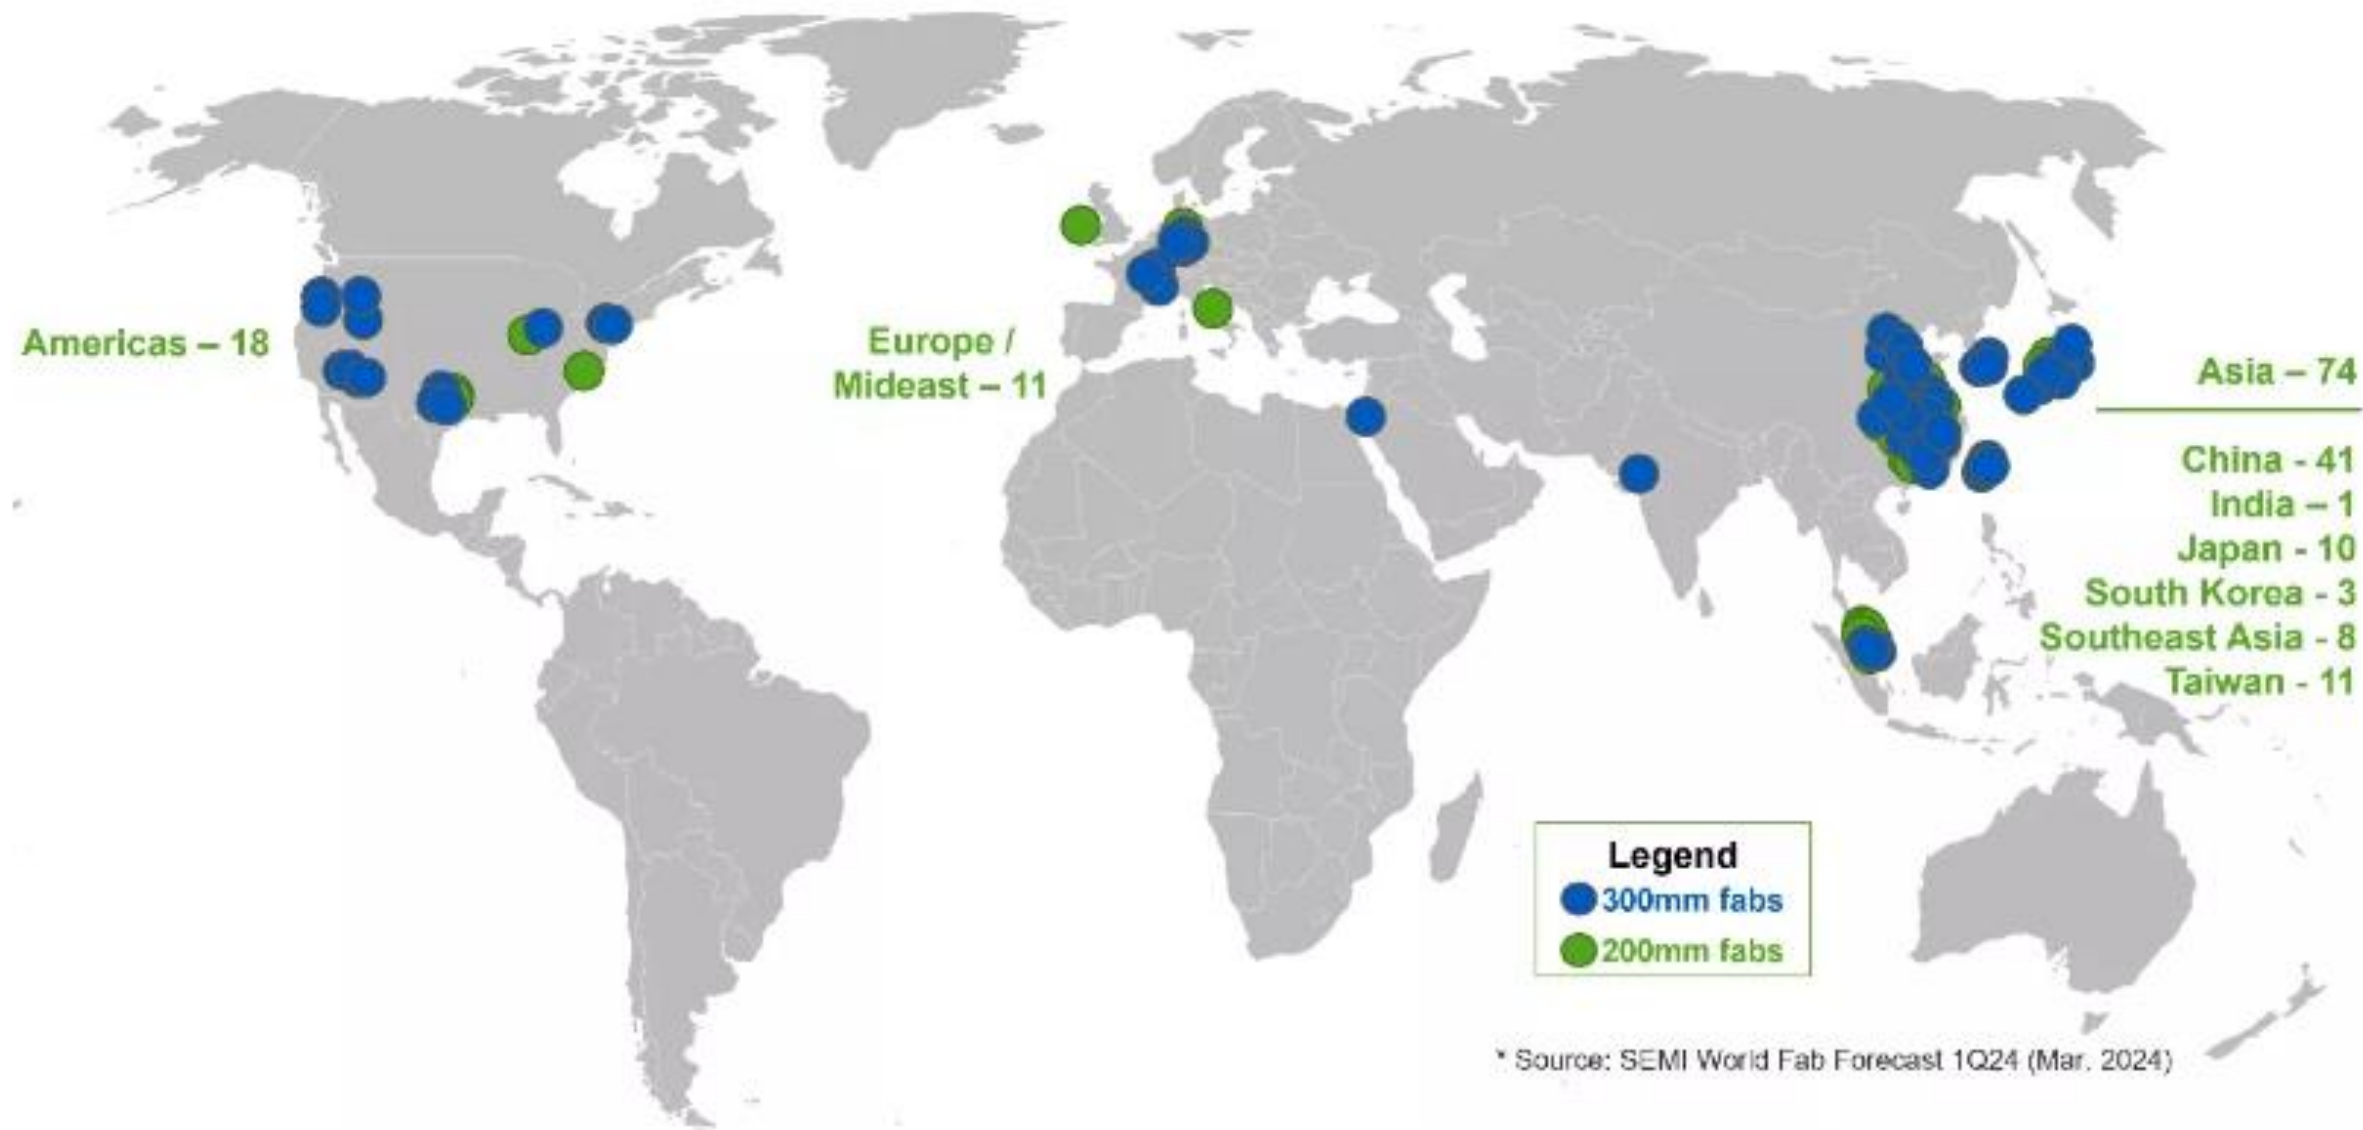 Americas – 18
Europe /
Mideast – 11
Asia – 74
China - 41
India – 1
Japan - 10
South Korea - 3
Southeast Asia - 8
Taiwan - 11
Legend
300mm fabs
200mm fabs
* Source: SEMI World Fab Forecast 1Q24 (Mar. 2024)